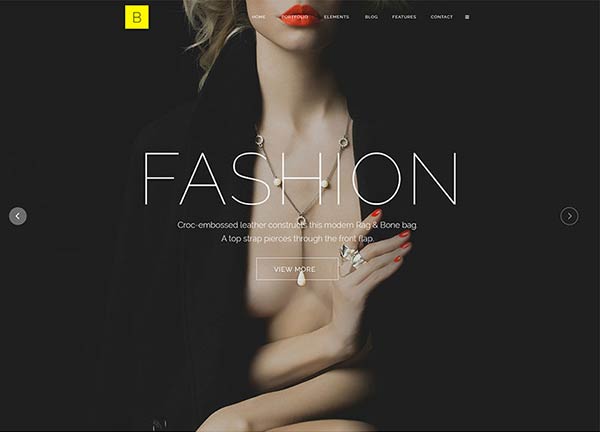 B
HOME PORTFOLIO ELEMENTS BLOG FEATURES CONTACT
FASHION
Croc-embossed leather constructs this modern Rag & Bone bag.
A top strap pierces through the front flap.
VIEW MORE